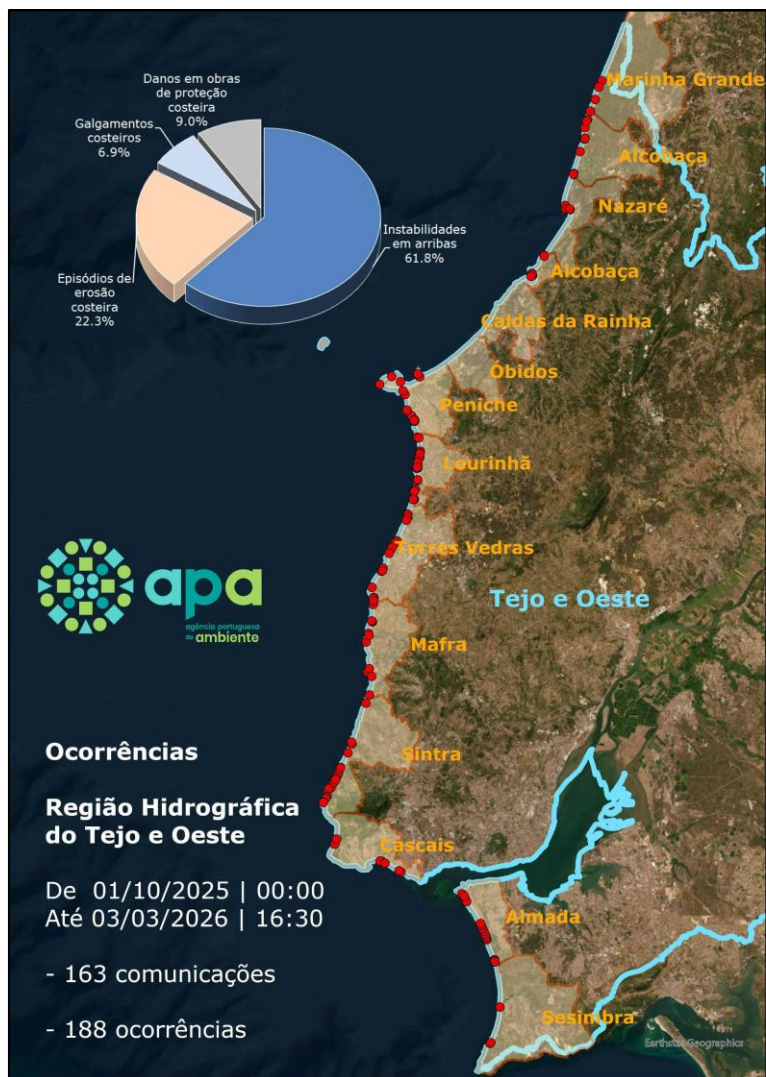 Danos em obras
de proteção
costeira
9.0%
Galgamentos
costeiros
6.9%
Instabilidades
em arribas
61.8%
Episódios de
erosão
costeira
22.3%
Marinha Grande
Alcobaça
Nazaré
Alcobaça
Caldas da Rainha
Óbidos
Peniche
Lourinhã
Torres Vedras
Tejo e Oeste
Mafra
Sintra
Cascais
Almada
Sesimbra
apa
agência portuguesa
do ambiente
Ocorrências
Região Hidrográfica
do Tejo e Oeste
De 01/10/2025 | 00:00
Até 03/03/2026 | 16:30
- 163 comunicações
- 188 ocorrências
Earthstar Geographics